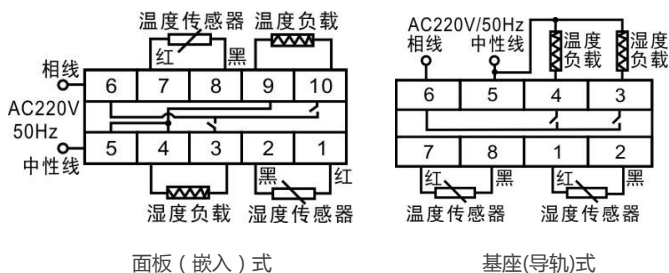 温度传感器 温度负载
红 黑
相线 6 7 8 9 10
AC220V
50Hz
中性线 5 4 3 2 1
黑 红
湿度负载 湿度传感器
面板（嵌入）式
AC220V/50Hz
相线 中性线
温度负载 湿度负载
6 5 4 3
7 8 1 2
红 黑 红 黑
温度传感器 湿度传感器
基座(导轨)式